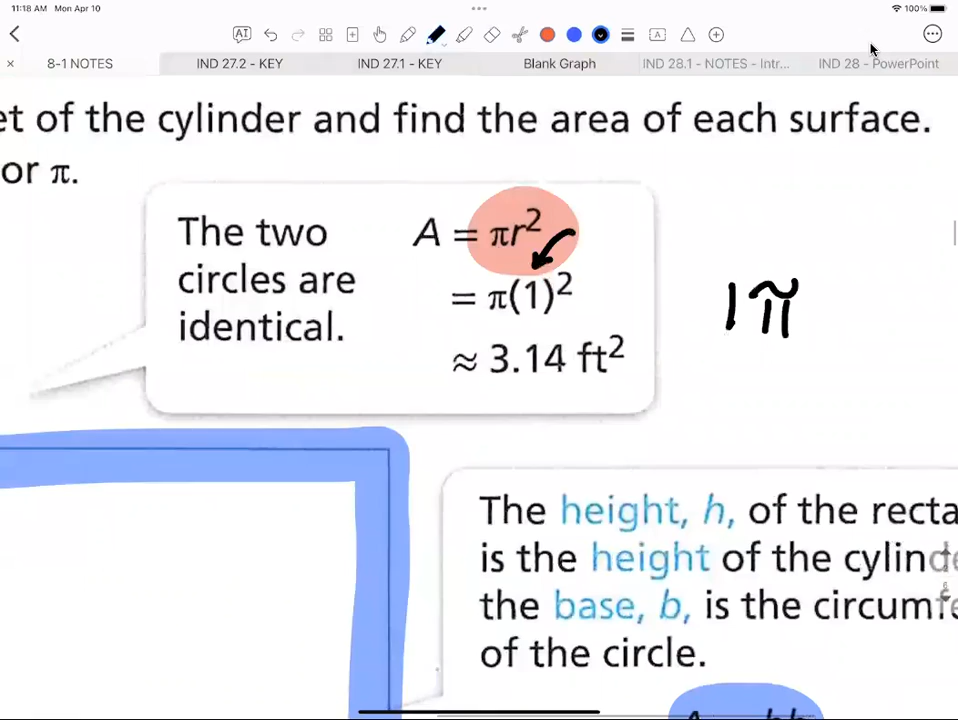 11:18 AM Mon Apr 10
100%
8-1 NOTES
IND 27.2 - KEY
IND 27.1 - KEY
Blank Graph
IND 28.1 - NOTES - Intr...
IND 28 - PowerPoint
et of the cylinder and find the area of each surface.
or π.
The two
circles are
identical.
A = πr²
= π(1)²
≈ 3.14 ft²
1π
The height, h, of the recta
is the height of the cylinde
the base, b, is the circumfe
of the circle.